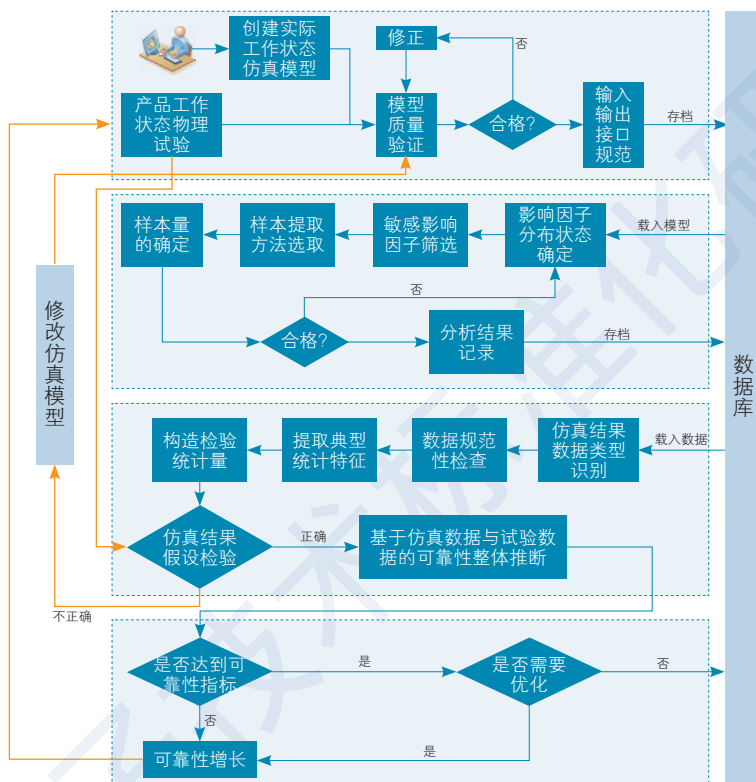 创建实际
工作状态
仿真模型
修正
否
产品工作
状态物理
试验
模型
质量
验证
合格?
输入
输出
接口
规范
存档
样本量
的确定
样本提取
方法选取
敏感影响
因子筛选
影响因子
分布状态
确定
载入模型
否
合格?
分析结果
记录
存档
修改仿真模型
数据库
构造检验
统计量
提取典型
统计特征
数据规范
性检查
仿真结果
数据类型
识别
载入数据
仿真结果
假设检验
正确
基于仿真数据与试验数
据的可靠性整体推断
不正确
是否达到可
靠性指标
是
是否需要
优化
否
否
可靠性增长
是
技术标准化研